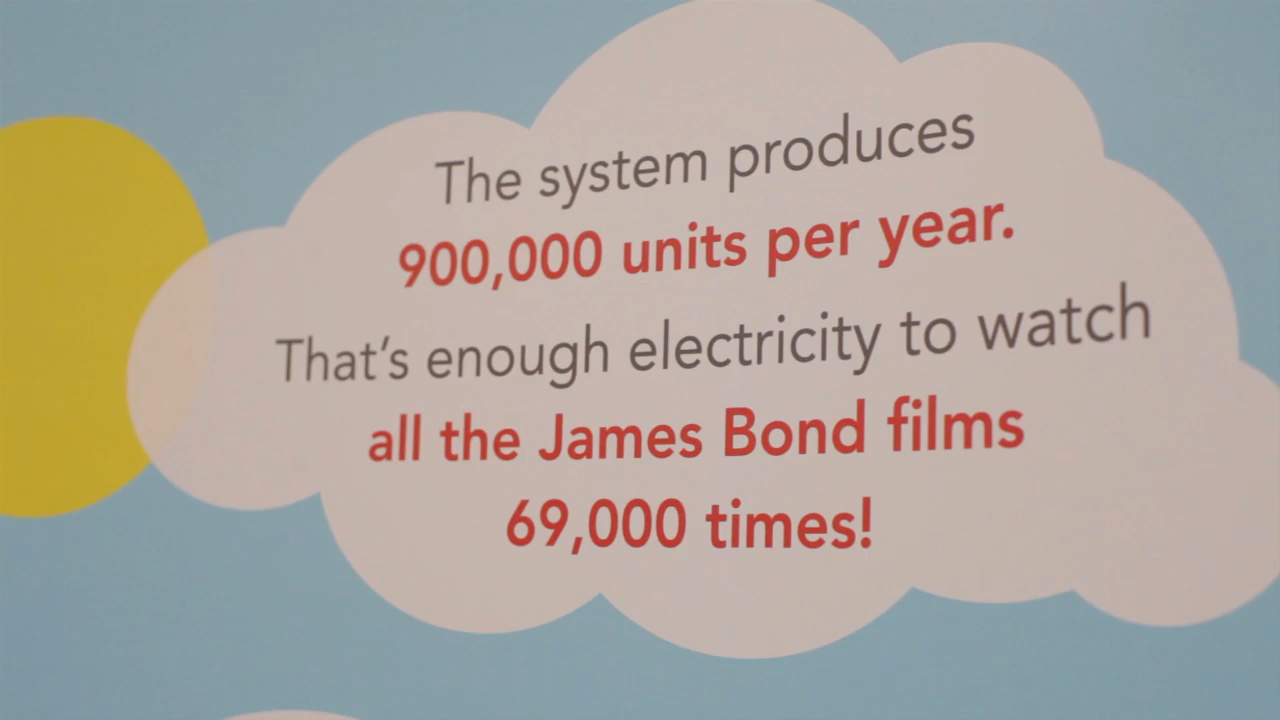 The system produces
900,000 units per year.
That's enough electricity to watch
all the James Bond films
69,000 times!